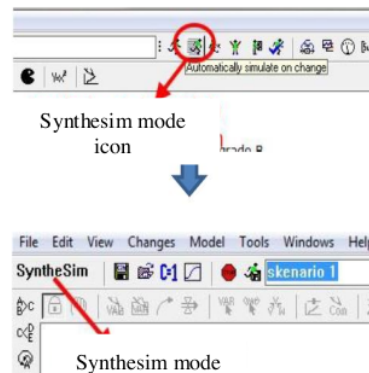 Automatically simulate on change
Synthesim mode
icon
File Edit View Changes Model Tools Windows Help
SyntheSim
skenario 1
Synthesim mode